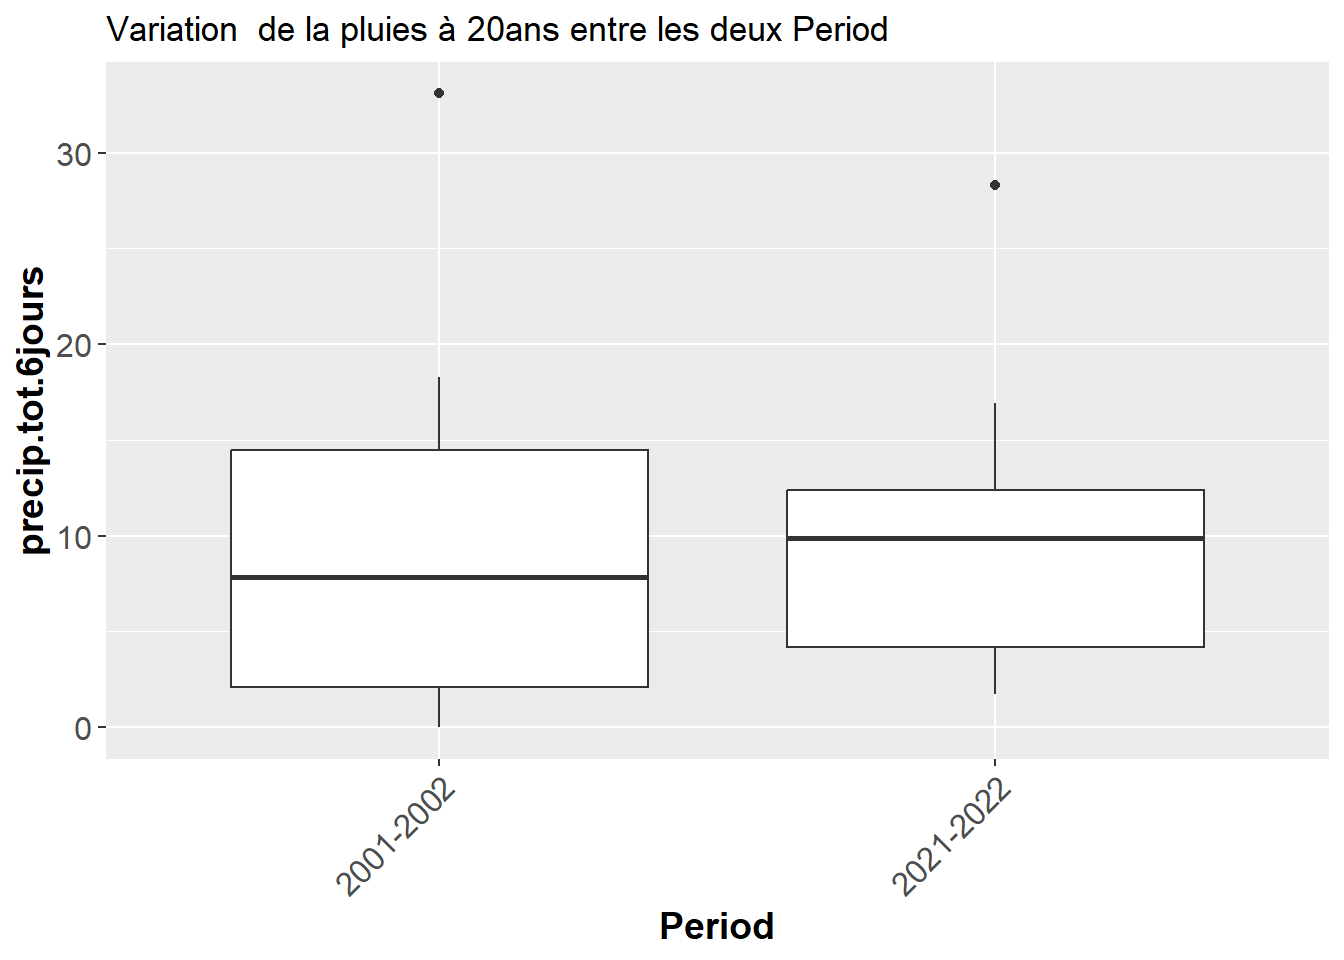 Variation  de la pluies à 20ans entre les deux Period
precip.tot.6jours
30
20
10
0
2001-2002
2021-2022
Period